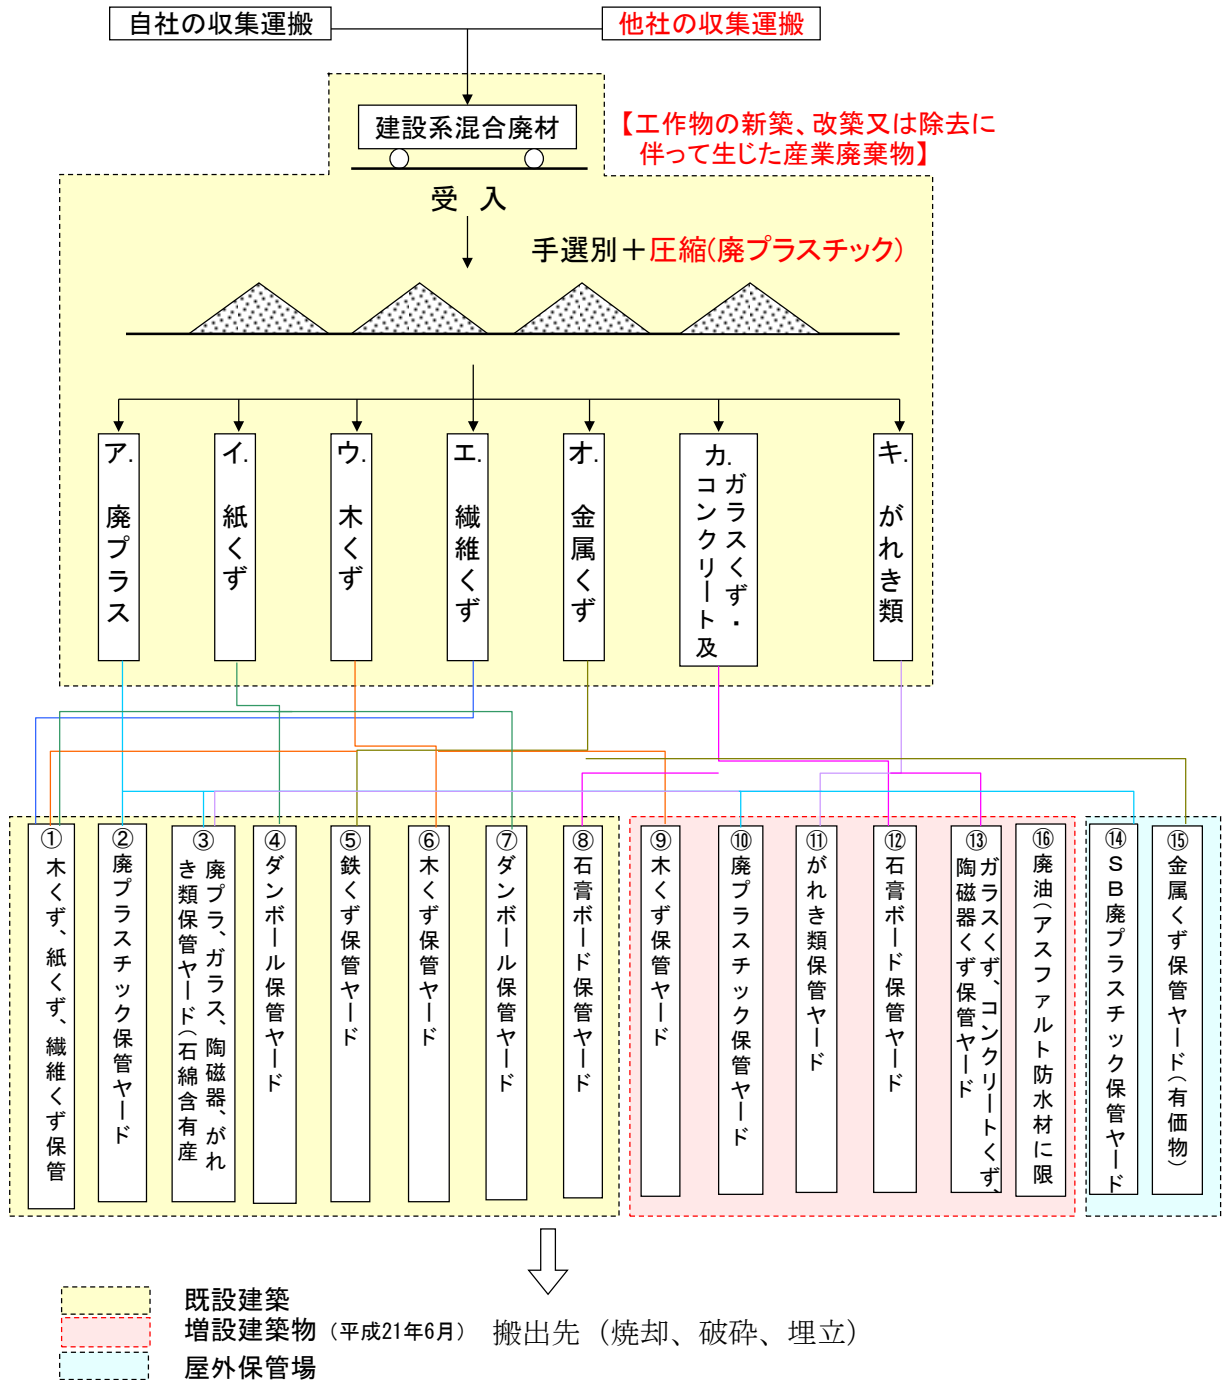 自社の収集運搬
他社の収集運搬
建設系混合廃材
【工作物の新築、改築又は除去に
伴って生じた産業廃棄物】
受 入
手選別＋圧縮(廃プラスチック)
ア. 廃プラス
イ. 紙くず
ウ. 木くず
エ. 繊維くず
オ. 金属くず
カ.
ガラスくず・
コンクリート及
キ. がれき類
① 木くず、紙くず、繊維くず保管
② 廃プラスチック保管ヤード
③ 廃プラ、ガラス、陶磁器、がれ
き類保管ヤード(石綿含有産
④ ダンボール保管ヤード
⑤ 鉄くず保管ヤード
⑥ 木くず保管ヤード
⑦ ダンボール保管ヤード
⑧ 石膏ボード保管ヤード
⑨ 木くず保管ヤード
⑩ 廃プラスチック保管ヤード
⑪ がれき類保管ヤード
⑫ 石膏ボード保管ヤード
⑬ ガラスくず、コンクリートくず、
陶磁器くず保管ヤード
⑯ 廃油(アスファルト防水材に限
⑭ ＳＢ廃プラスチック保管ヤード
⑮ 金属くず保管ヤード(有価物)
既設建築
増設建築物 (平成21年6月)
搬出先（焼却、破砕、埋立）
屋外保管場